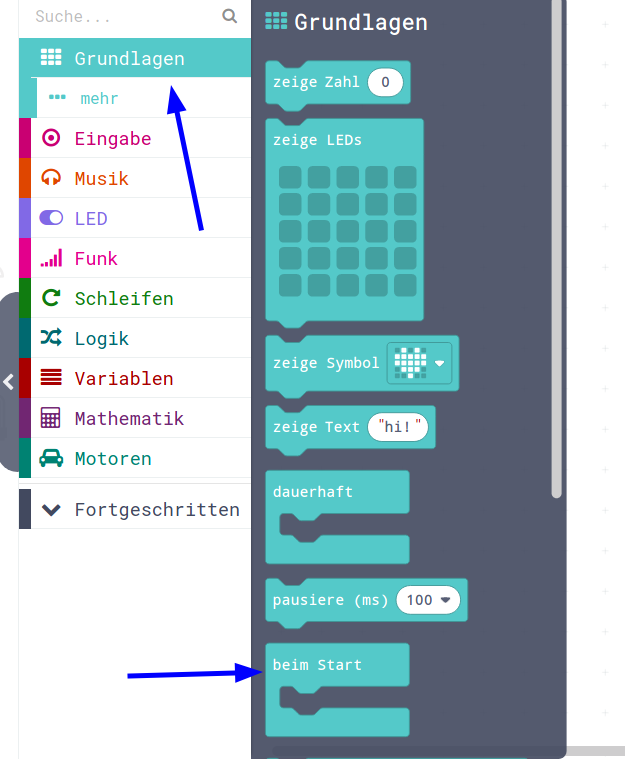 Suche...
Grundlagen
mehr
Eingabe
Musik
LED
Funk
Schleifen
Logik
Variablen
Mathematik
Motoren
Fortgeschritten
Grundlagen
zeige Zahl 0
zeige LEDs
zeige Symbol
zeige Text "hi!"
dauerhaft
pausiere (ms) 100
beim Start